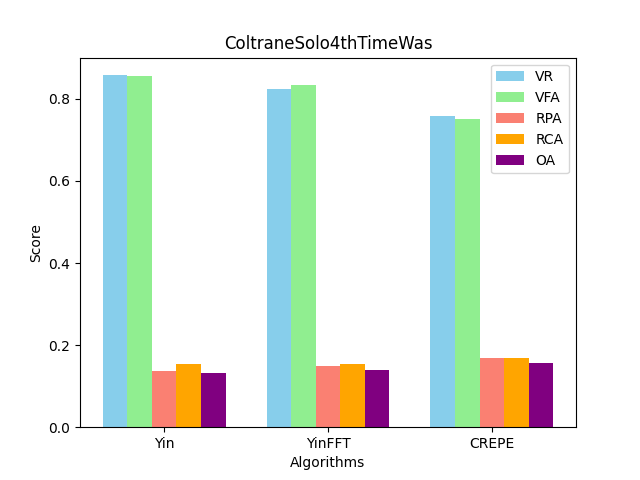 ColtraneSolo4thTimeWas
VR
VFA
RPA
RCA
OA
Score
0.8
0.6
0.4
0.2
0.0
Yin
YinFFT
CREPE
Algorithms